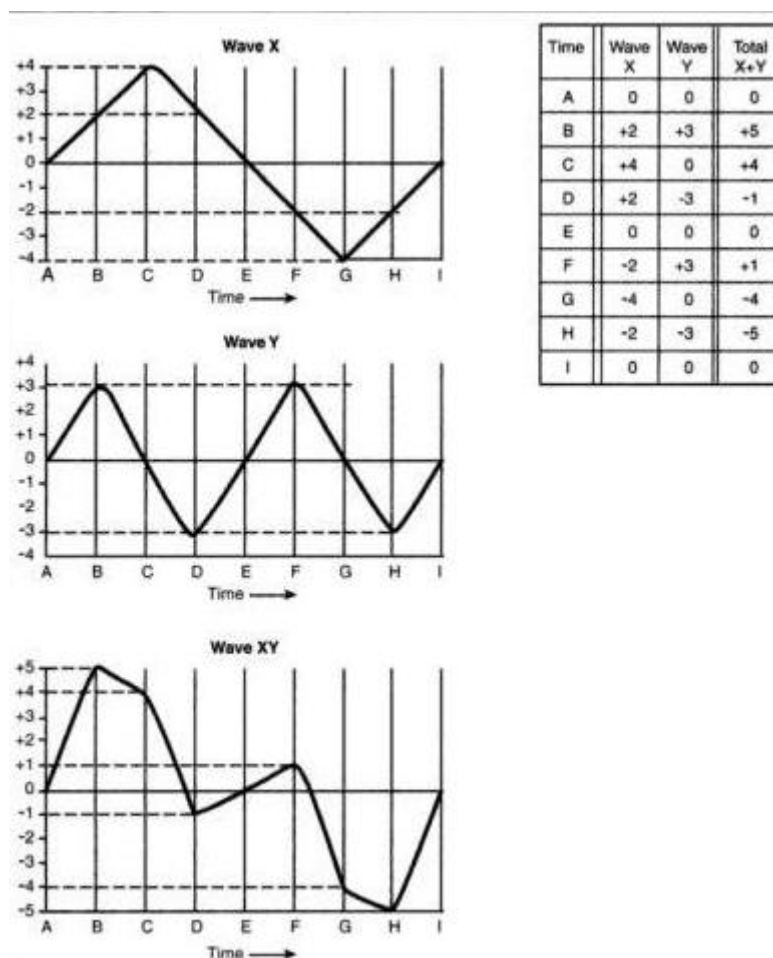 Wave X
+4
+2
+1
0
-1
-2
-3
-4
A B C D E F G H I
Time
Wave Y
+4
+3
+2
+1
0
-1
-2
-3
-4
A B C D E F G H I
Time
Wave XY
+5
+4
+3
+1
0
-1
-2
-3
-4
-5
A B C D E F G H I
Time
Time Wave X Wave Y Total X+Y
A 0 0 0
B +2 +3 +5
C +4 0 +4
D +2 -3 -1
E 0 0 0
F -2 +3 +1
G -4 0 -4
H -2 -3 -5
I 0 0 0